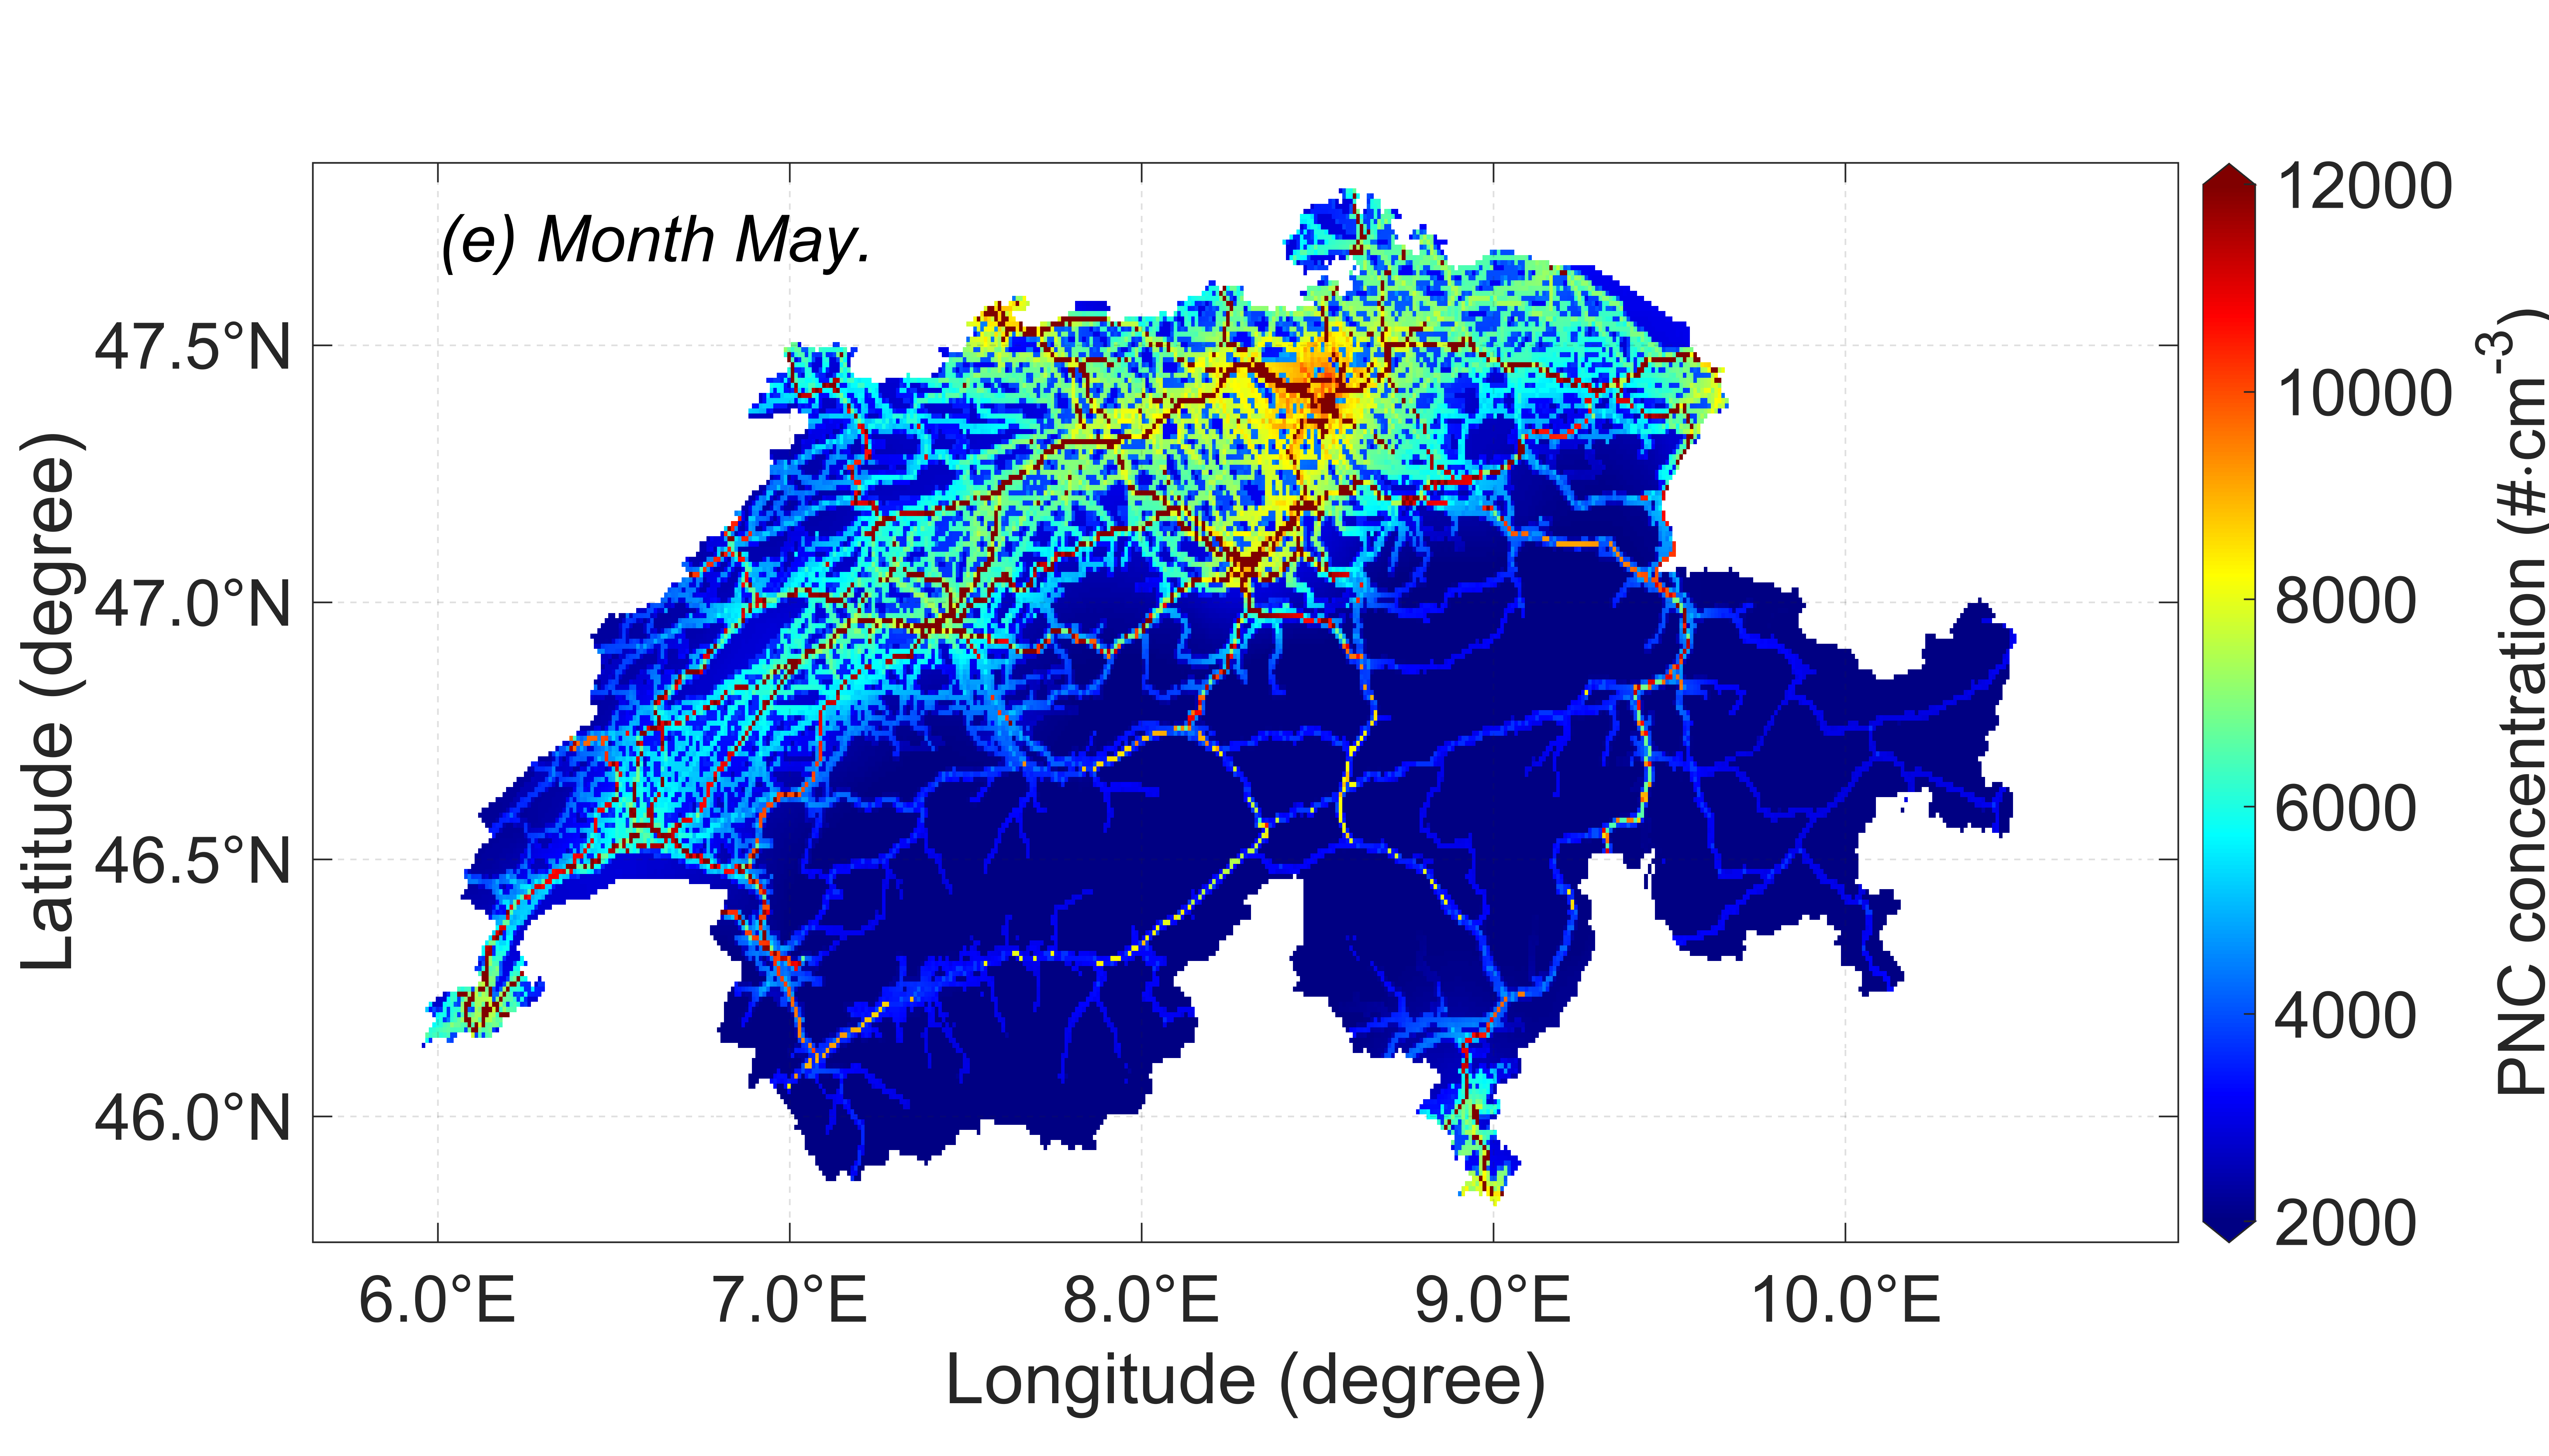 (e) Month May.
47.5°N
47.0°N
46.5°N
46.0°N
Latitude (degree)
6.0°E
7.0°E
8.0°E
9.0°E
10.0°E
Longitude (degree)
12000
10000
8000
6000
4000
2000
PNC concentration (#·cm⁻³)